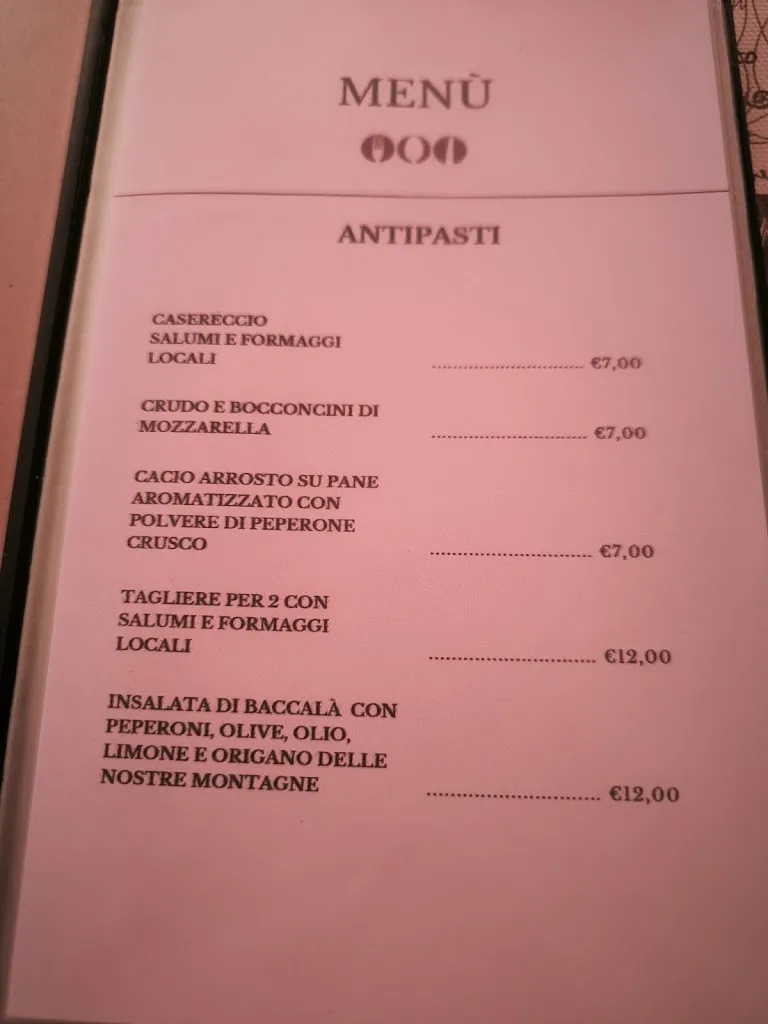 MENÙ
ANTIPASTI
CASERECCIO
SALUMI E FORMAGGI
LOCALI ........................... €7,00
CRUDO E BOCCONCINI DI
MOZZARELLA ........................... €7,00
CACIO ARROSTO SU PANE
AROMATIZZATO CON
POLVERE DI PEPERONE
CRUSCO ........................... €7,00
TAGLIERE PER 2 CON
SALUMI E FORMAGGI
LOCALI ........................... €12,00
INSALATA DI BACCALÀ CON
PEPERONI, OLIVE, OLIO,
LIMONE E ORIGANO DELLE
NOSTRE MONTAGNE ........................... €12,00